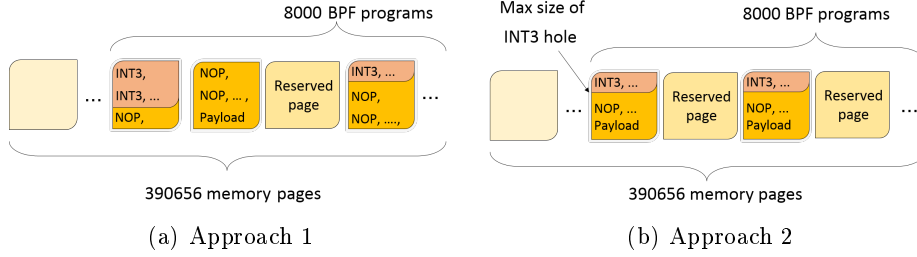 8000 BPF programs
INT3,
INT3, ...
NOP,
NOP,
NOP, ... ,
Payload
Reserved
page
INT3, ...
NOP,
NOP, ....,
...
...
390656 memory pages
(a) Approach 1
Max size of
INT3 hole
8000 BPF programs
...
INT3, ...
NOP, ...
Payload
Reserved
page
INT3, ...
NOP, ...
Payload
Reserved
page
...
390656 memory pages
(b) Approach 2